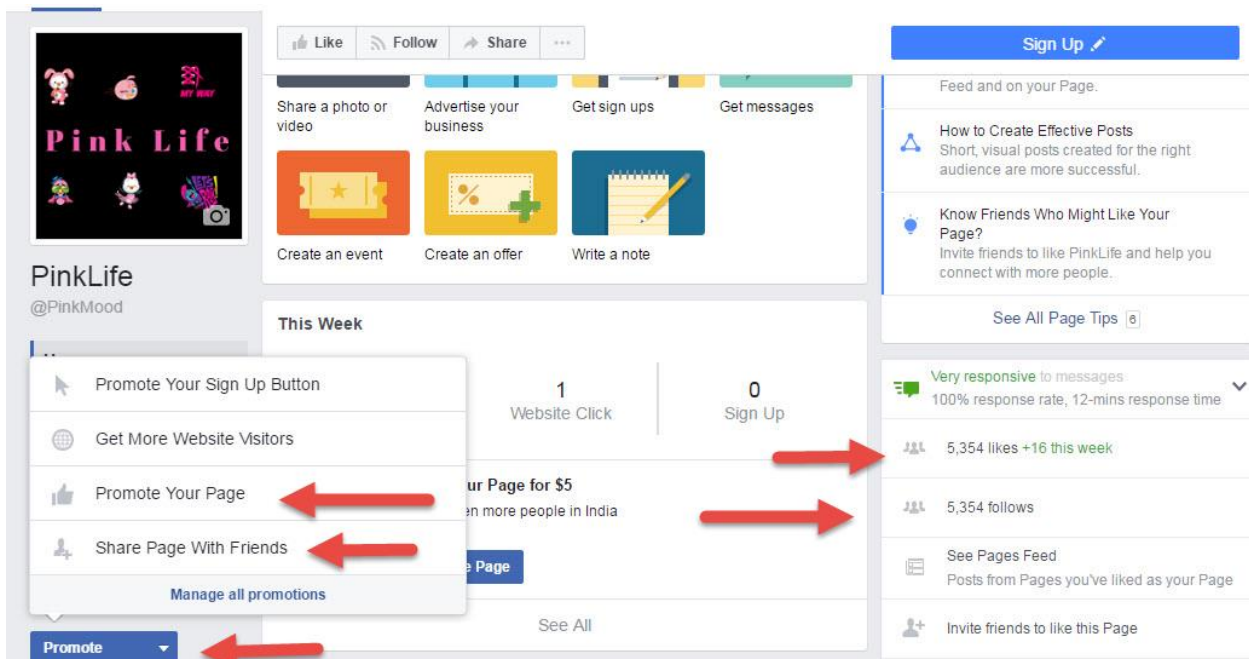 Like
Follow
Share
Sign Up
MY WAY
Pink Life
PinkLife
@PinkMood
Share a photo or
video
Advertise your
business
Get sign ups
Get messages
Create an event
Create an offer
Write a note
This Week
1
Website Click
0
Sign Up
ur Page for $5
en more people in India
Page
See All
Promote Your Sign Up Button
Get More Website Visitors
Promote Your Page
Share Page With Friends
Manage all promotions
Promote
Feed and on your Page.
How to Create Effective Posts
Short, visual posts created for the right
audience are more successful.
Know Friends Who Might Like Your
Page?
Invite friends to like PinkLife and help you
connect with more people.
See All Page Tips 6
Very responsive to messages
100% response rate, 12-mins response time
5,354 likes +16 this week
5,354 follows
See Pages Feed
Posts from Pages you've liked as your Page
Invite friends to like this Page